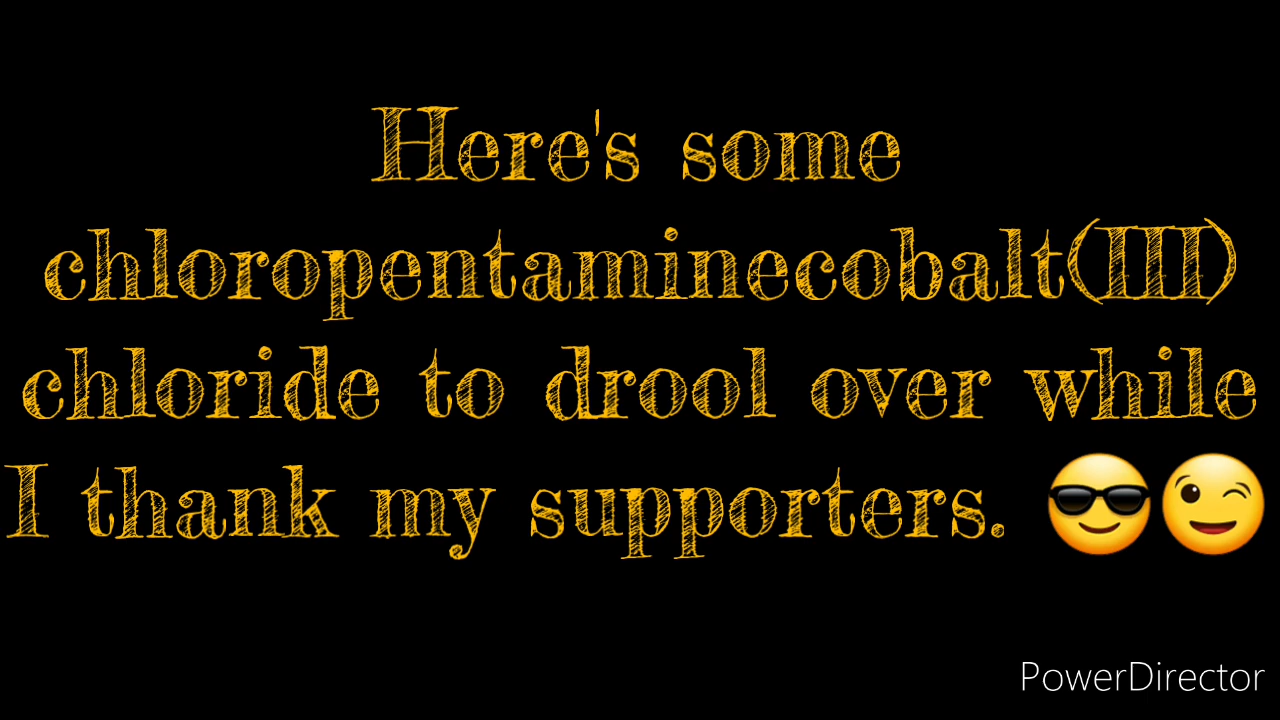 Here's some
chloropentaminecobalt(III)
chloride to drool over while
I thank my supporters. 😎😉
PowerDirector